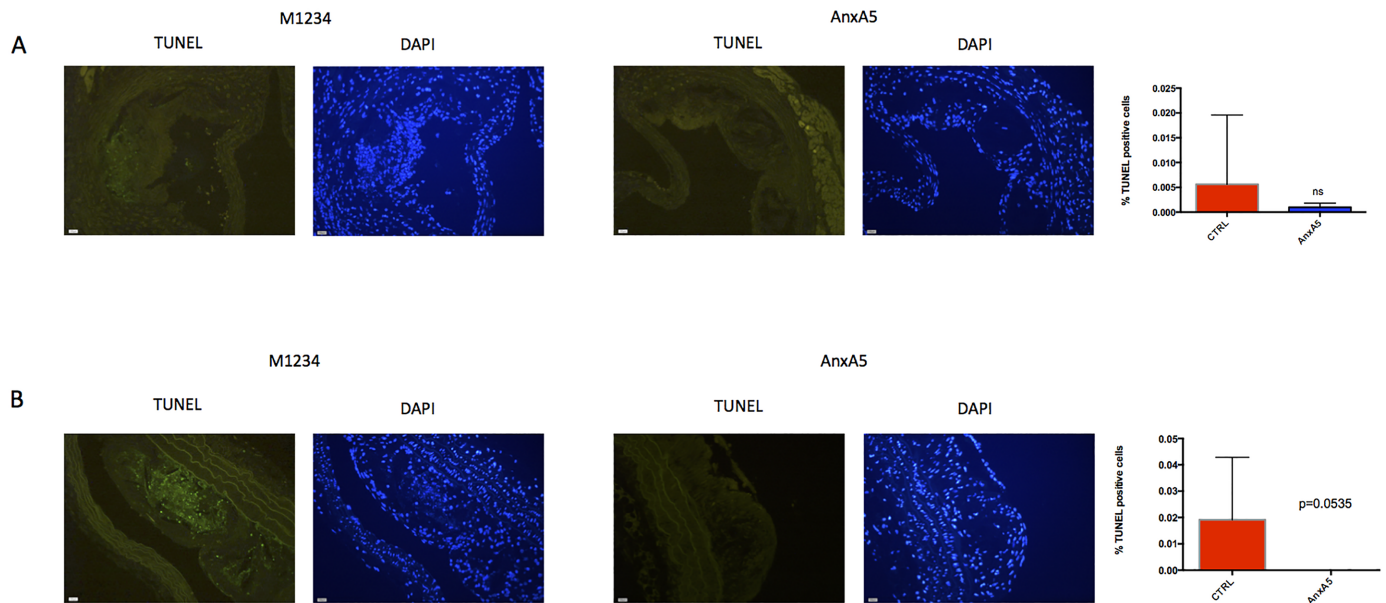 M1234
AnxA5
A
TUNEL
DAPI
TUNEL
DAPI
% TUNEL positive cells
0.025
0.020
0.015
0.010
0.005
0.000
ns
CTRL
AnxA5
M1234
AnxA5
B
TUNEL
DAPI
TUNEL
DAPI
% TUNEL positive cells
0.05
0.04
0.03
0.02
0.01
0.00
p=0.0535
CTRL
AnxA5